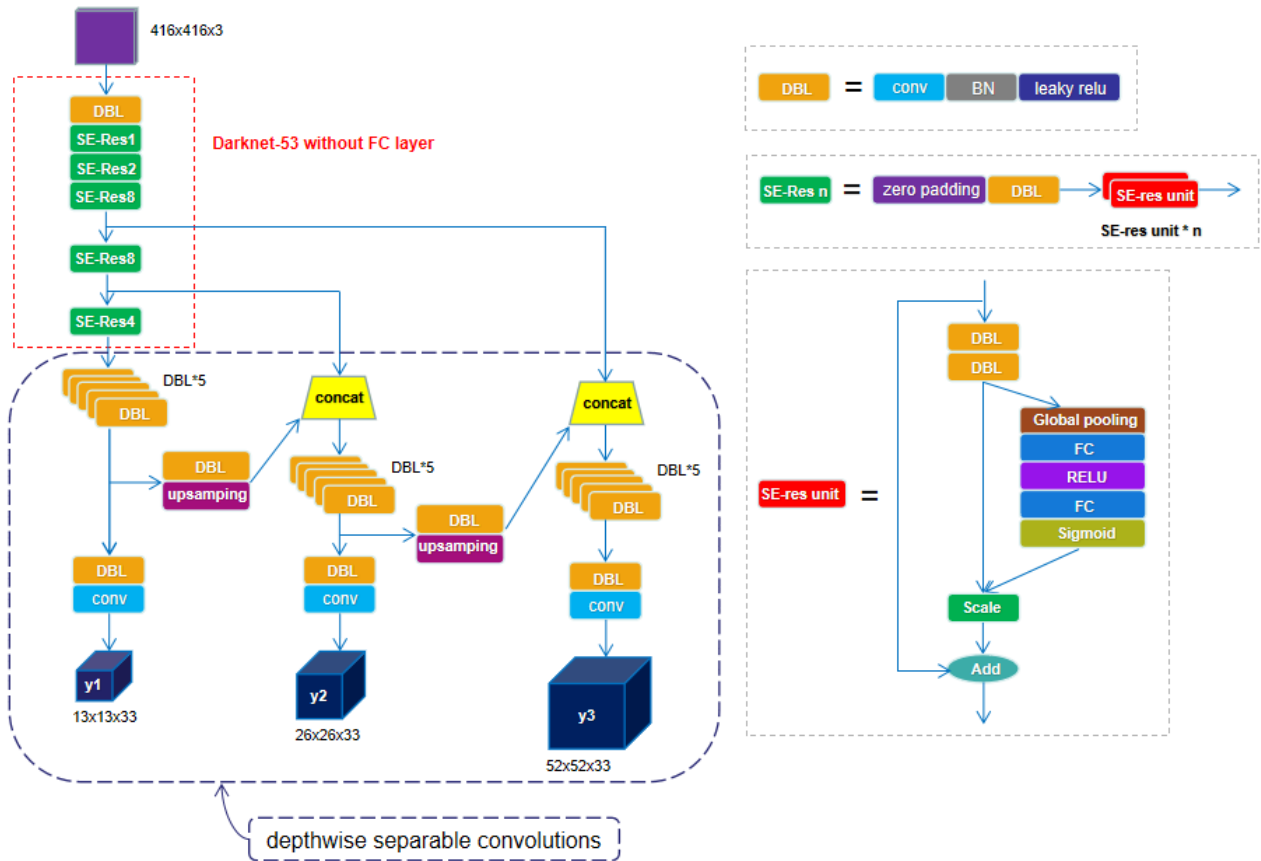 416x416x3
DBL
SE-Res1
SE-Res2
SE-Res8
Darknet-53 without FC layer
SE-Res8
SE-Res4
DBL*5
DBL
concat
concat
DBL
upsamping
DBL*5
DBL
DBL
upsamping
DBL*5
DBL
DBL
conv
DBL
conv
DBL
conv
y1
13x13x33
y2
26x26x33
y3
52x52x33
depthwise separable convolutions
DBL = conv BN leaky relu
SE-Res n = zero padding DBL SE-res unit
SE-res unit * n
SE-res unit =
DBL
DBL
Global pooling
FC
RELU
FC
Sigmoid
Scale
Add